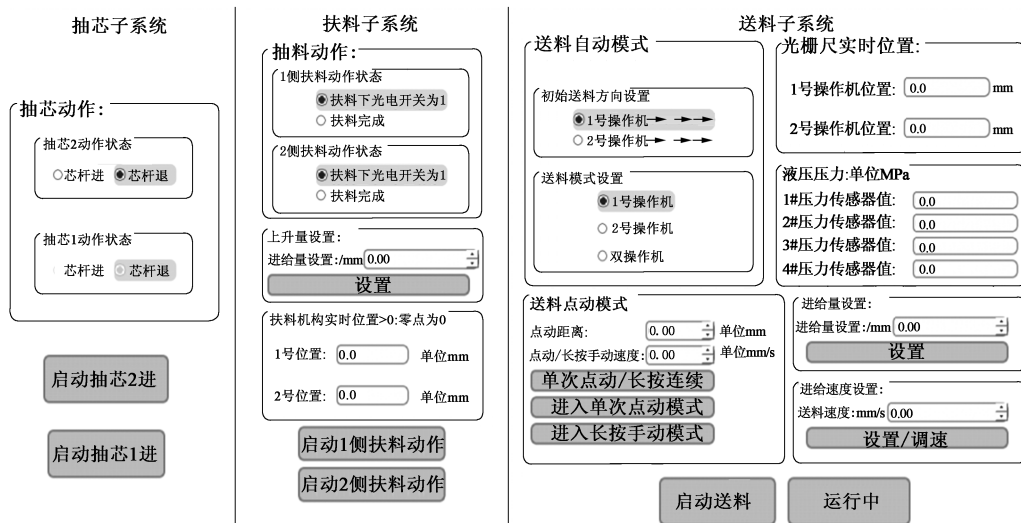 抽芯子系统
抽芯动作:
抽芯2动作状态
芯杆进 芯杆退
抽芯1动作状态
芯杆进 芯杆退
启动抽芯2进
启动抽芯1进
扶料子系统
抽料动作:
1侧扶料动作状态
扶料下光电开关为1
扶料完成
2侧扶料动作状态
扶料下光电开关为1
扶料完成
上升量设置:
进给量设置:/mm 0.00
设置
扶料机构实时位置>0:零点为0
1号位置: 0.0 单位mm
2号位置: 0.0 单位mm
启动1侧扶料动作
启动2侧扶料动作
送料子系统
送料自动模式
初始送料方向设置
1号操作机
2号操作机
送料模式设置
1号操作机
2号操作机
双操作机
光栅尺实时位置:
1号操作机位置: 0.0 mm
2号操作机位置: 0.0 mm
液压压力:单位MPa
1#压力传感器值: 0.0
2#压力传感器值: 0.0
3#压力传感器值: 0.0
4#压力传感器值: 0.0
送料点动模式
点动距离: 0.00 单位mm
点动/长按手动速度: 0.00 单位mm/s
单次点动/长按连续
进入单次点动模式
进入长按手动模式
进给量设置:
进给量设置:/mm 0.00
设置
进给速度设置:
送料速度:mm/s 0.00
设置/调速
启动送料
运行中